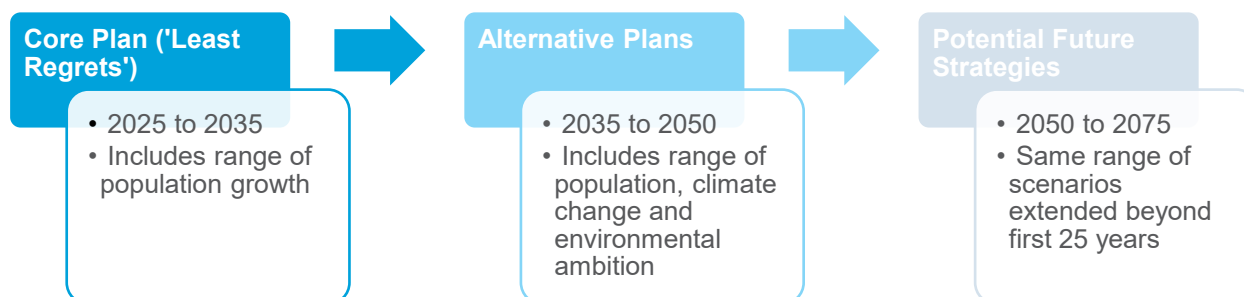 Core Plan ('Least
Regrets')
• 2025 to 2035
• Includes range of
population growth
Alternative Plans
• 2035 to 2050
• Includes range of
population, climate
change and
environmental
ambition
Potential Future
Strategies
• 2050 to 2075
• Same range of
scenarios
extended beyond
first 25 years